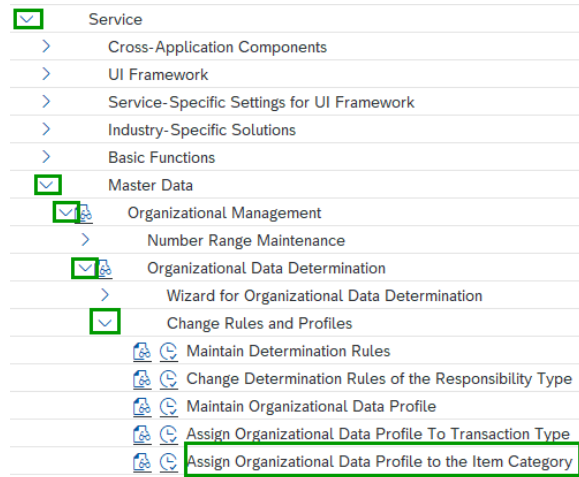 Service
Cross-Application Components
UI Framework
Service-Specific Settings for UI Framework
Industry-Specific Solutions
Basic Functions
Master Data
Organizational Management
Number Range Maintenance
Organizational Data Determination
Wizard for Organizational Data Determination
Change Rules and Profiles
Maintain Determination Rules
Change Determination Rules of the Responsibility Type
Maintain Organizational Data Profile
Assign Organizational Data Profile To Transaction Type
Assign Organizational Data Profile to the Item Category